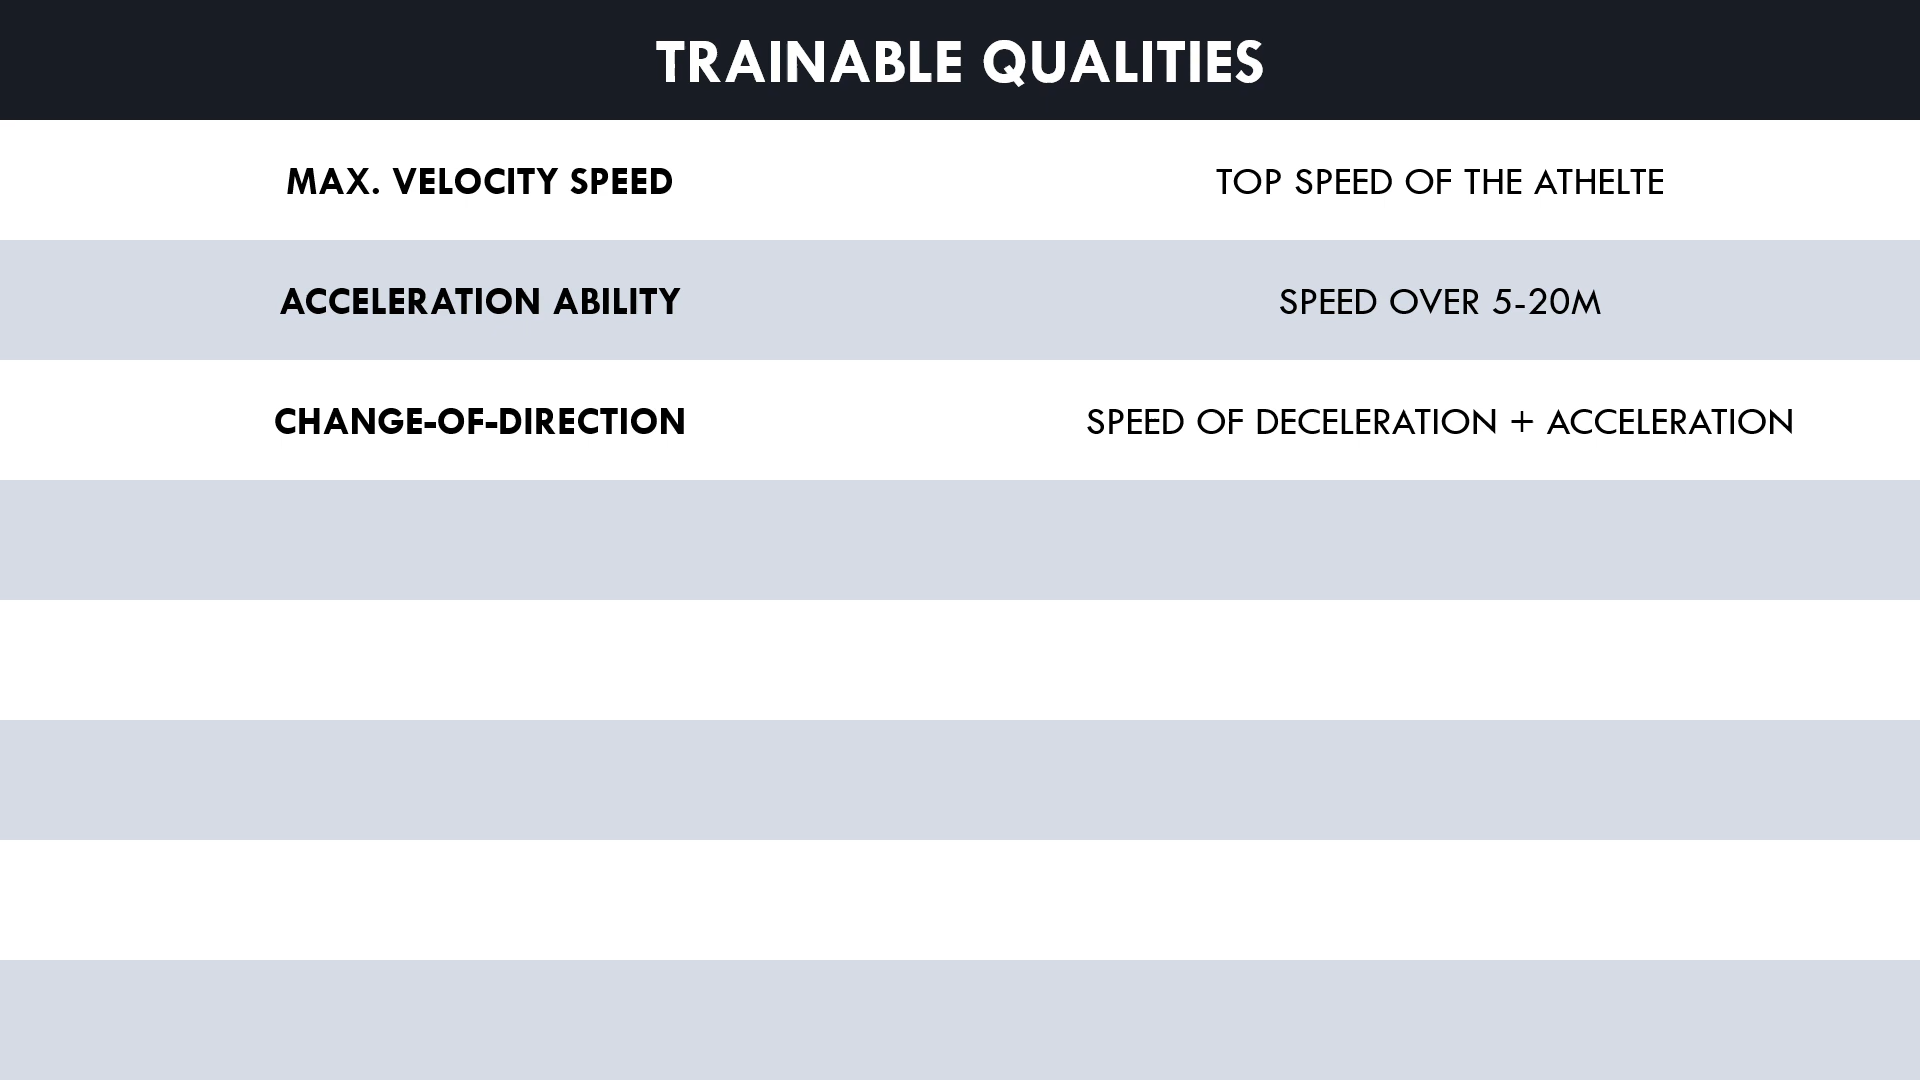 TRAINABLE QUALITIES
MAX. VELOCITY SPEED TOP SPEED OF THE ATHELTE
ACCELERATION ABILITY SPEED OVER 5-20M
CHANGE-OF-DIRECTION SPEED OF DECELERATION + ACCELERATION